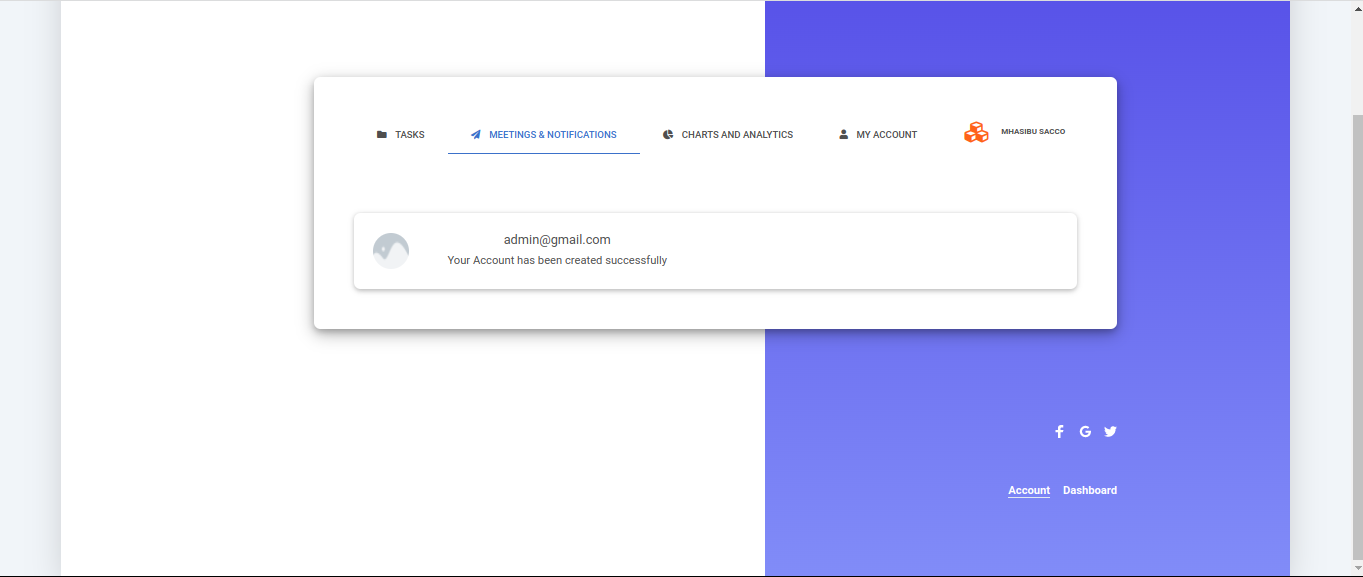 TASKS
MEETINGS & NOTIFICATIONS
CHARTS AND ANALYTICS
MY ACCOUNT
MHASIBU SACCO
admin@gmail.com
Your Account has been created successfully
Account
Dashboard